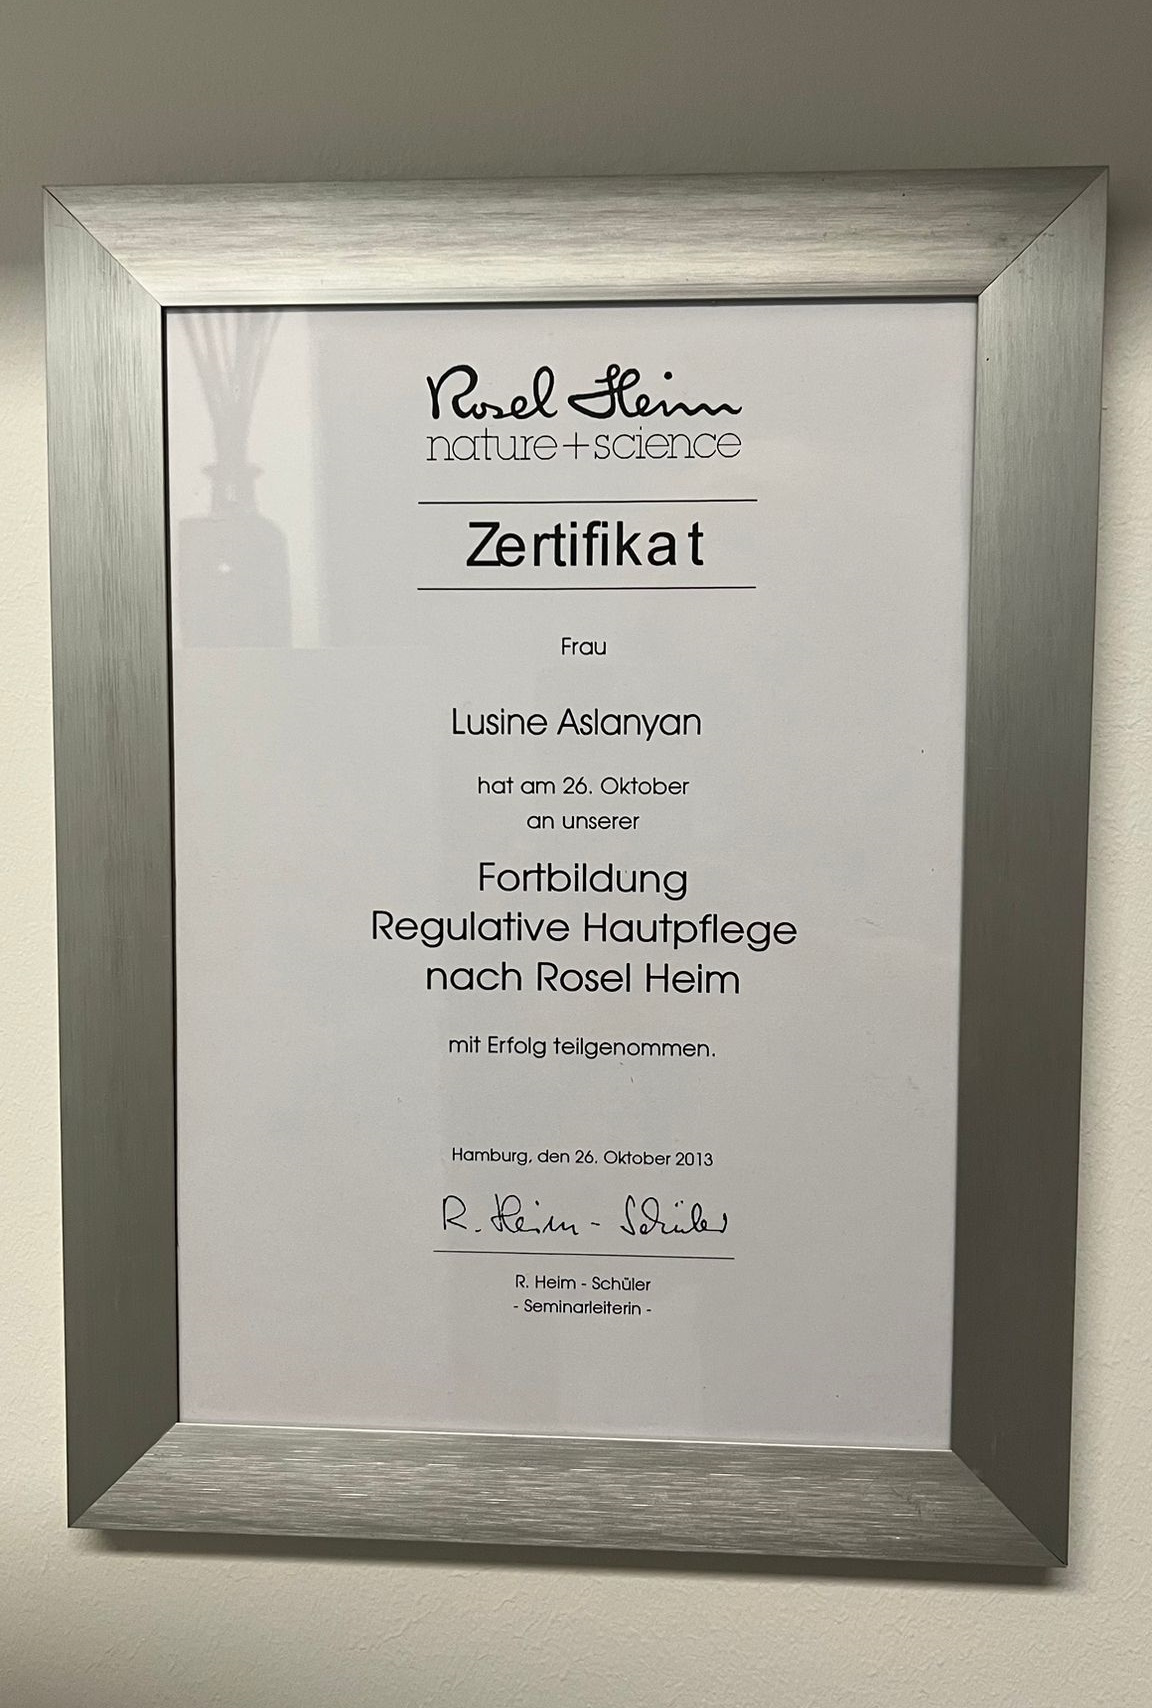 Rosel Heim
nature+science
Zertifikat
Frau
Lusine Aslanyan
hat am 26. Oktober
an unserer
Fortbildung
Regulative Hautpflege
nach Rosel Heim
mit Erfolg teilgenommen.
Hamburg, den 26. Oktober 2013
R. Heim - Schüler
R. Heim - Schüler
- Seminarleiterin -